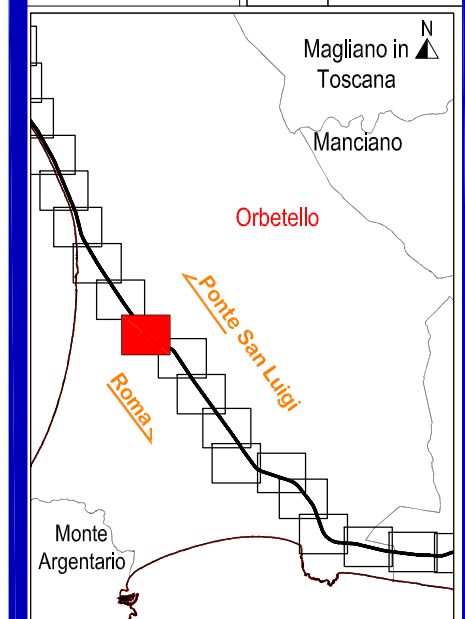 N
Magliano in
Toscana
Manciano
Orbetello
Ponte San Luigi
Roma
Monte
Argentario